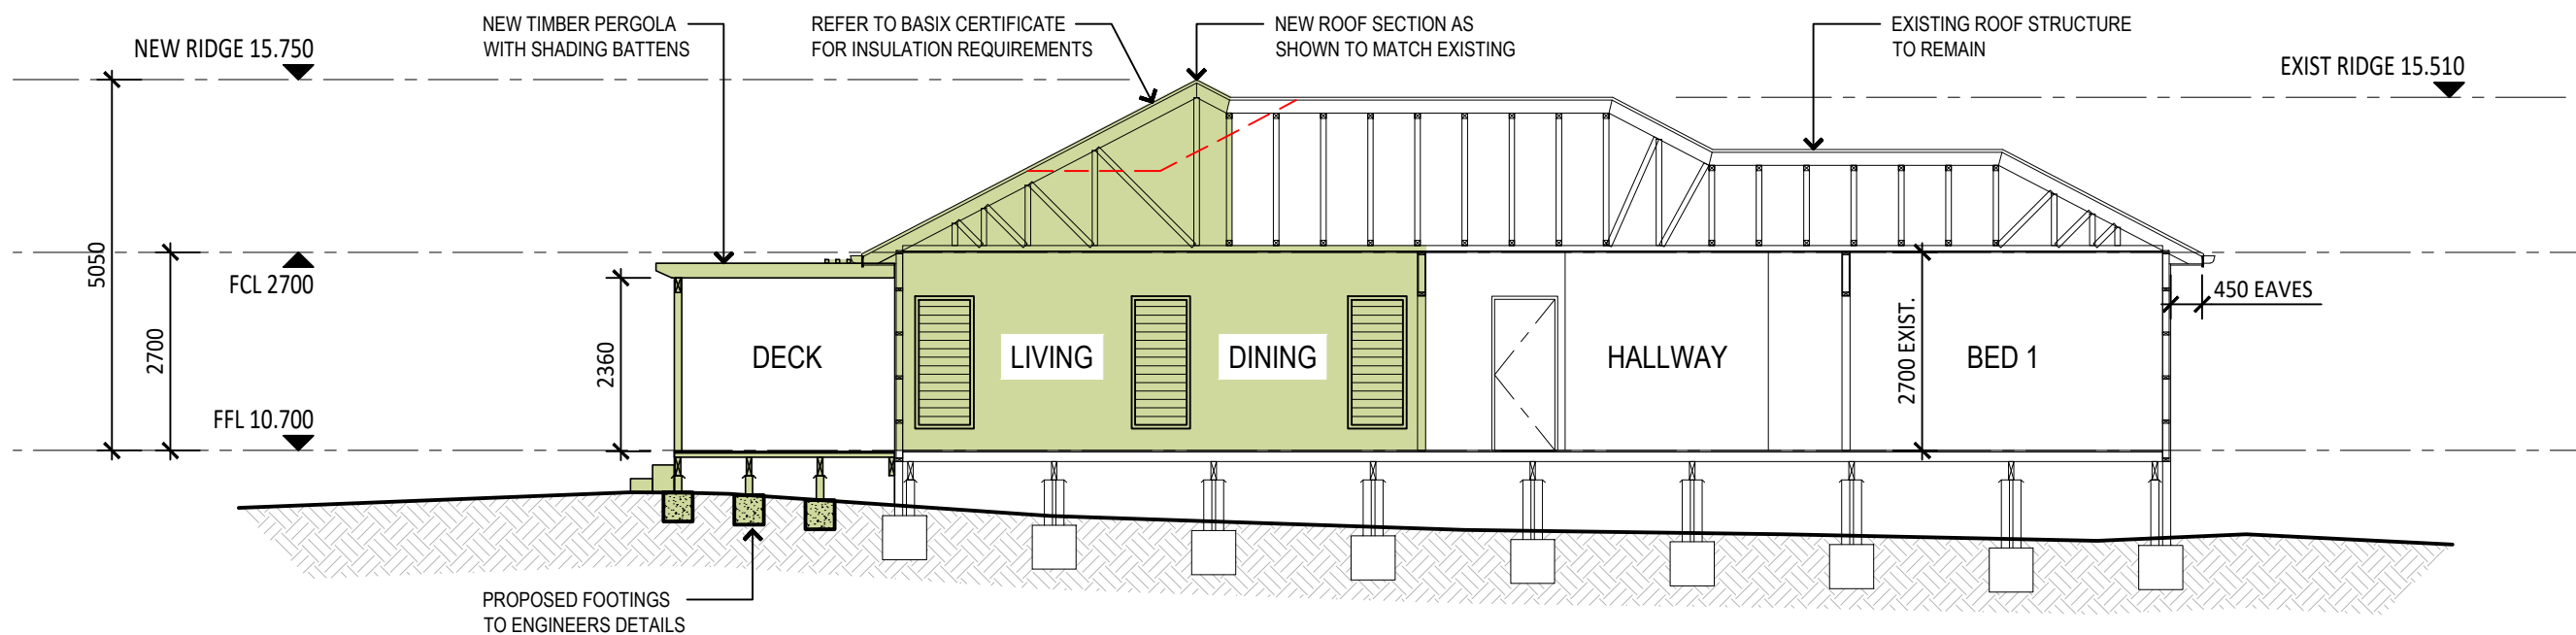 NEW TIMBER PERGOLA
WITH SHADING BATTENS
REFER TO BASIX CERTIFICATE
FOR INSULATION REQUIREMENTS
NEW ROOF SECTION AS
SHOWN TO MATCH EXISTING
EXISTING ROOF STRUCTURE
TO REMAIN
NEW RIDGE 15.750
EXIST RIDGE 15.510
5050
FCL 2700
450 EAVES
2700
2360
DECK
LIVING
DINING
HALLWAY
2700 EXIST.
BED 1
FFL 10.700
PROPOSED FOOTINGS
TO ENGINEERS DETAILS